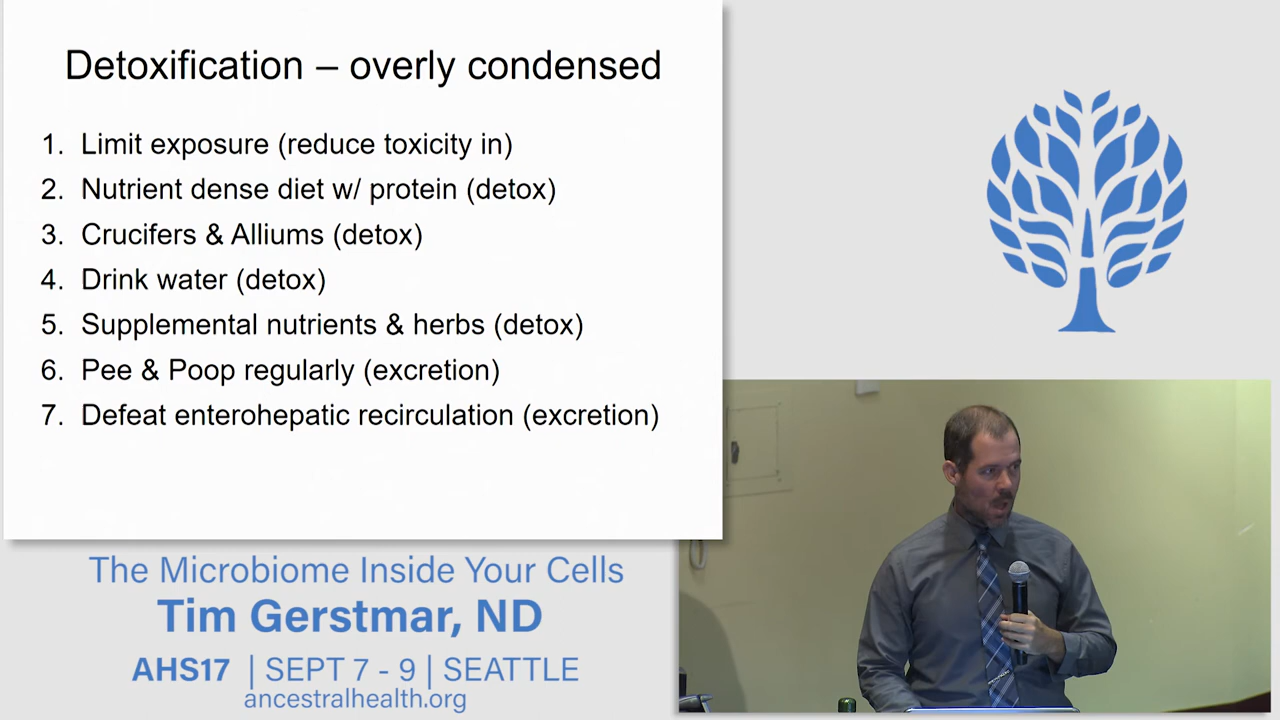 Detoxification – overly condensed
1. Limit exposure (reduce toxicity in)
2. Nutrient dense diet w/ protein (detox)
3. Crucifers & Alliums (detox)
4. Drink water (detox)
5. Supplemental nutrients & herbs (detox)
6. Pee & Poop regularly (excretion)
7. Defeat enterohepatic recirculation (excretion)
The Microbiome Inside Your Cells
Tim Gerstmar, ND
AHS17 | SEPT 7 - 9 | SEATTLE
ancestralhealth.org